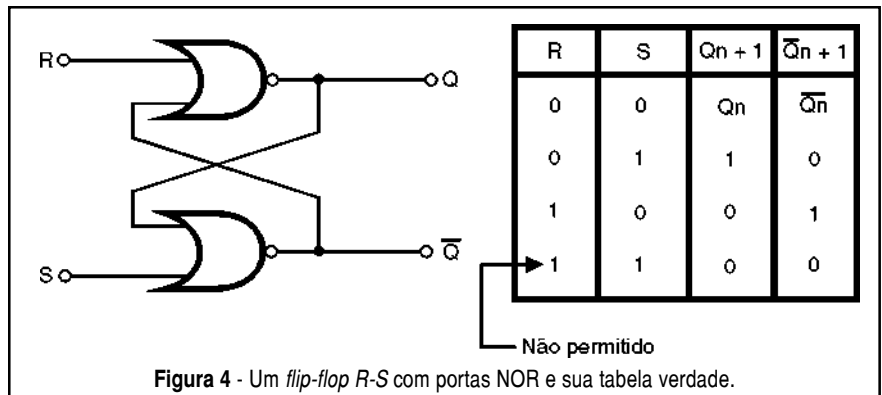 R
Q
Q̅
S
R S Qn + 1 Q̅n + 1
0 0 Qn Q̅n
0 1 1 0
1 0 0 1
1 1 0 0
Não permitido
Figura 4 - Um flip-flop R-S com portas NOR e sua tabela verdade.